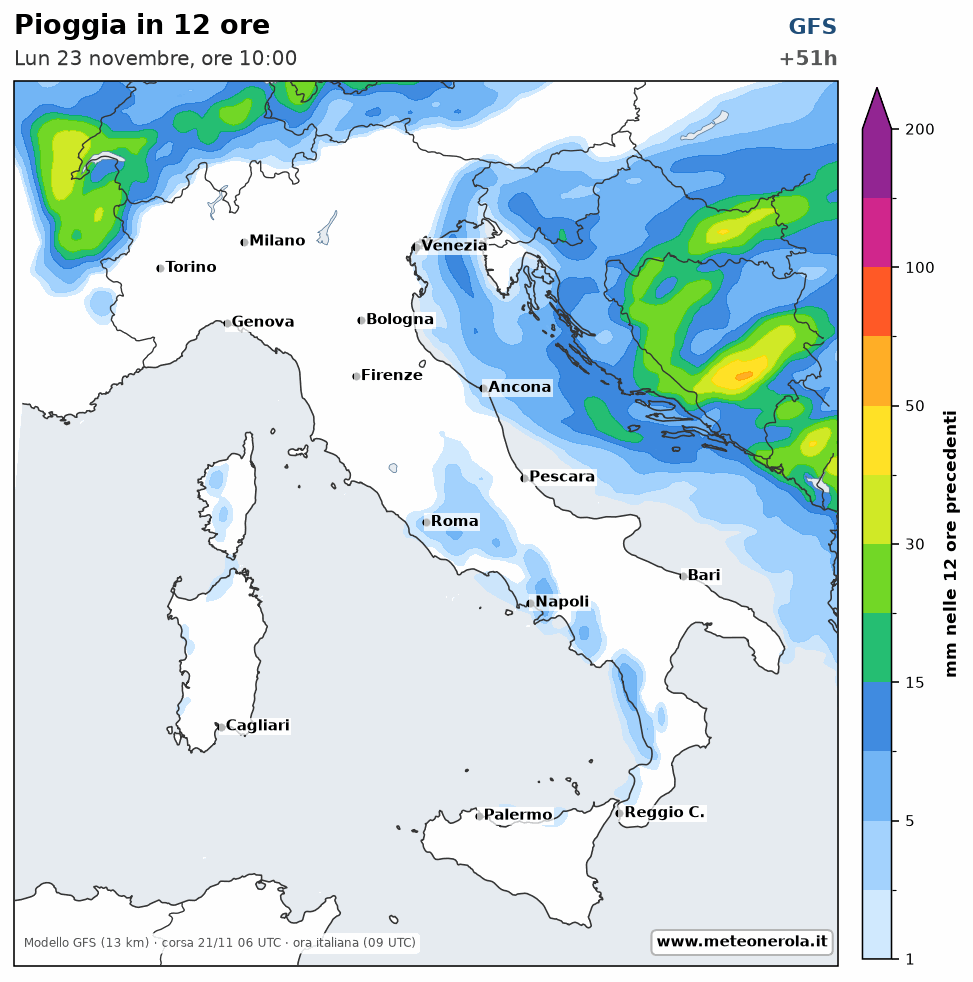 Pioggia in 12 ore
GFS
Lun 23 novembre, ore 10:00
+51h
Milano
Venezia
Torino
Bologna
Genova
Firenze
Ancona
Pescara
Roma
Bari
Napoli
Cagliari
Palermo
Reggio C.
200
100
50
30
15
5
1
mm nelle 12 ore precedenti
Modello GFS (13 km) · corsa 21/11 06 UTC · ora italiana (09 UTC)
www.meteonerola.it